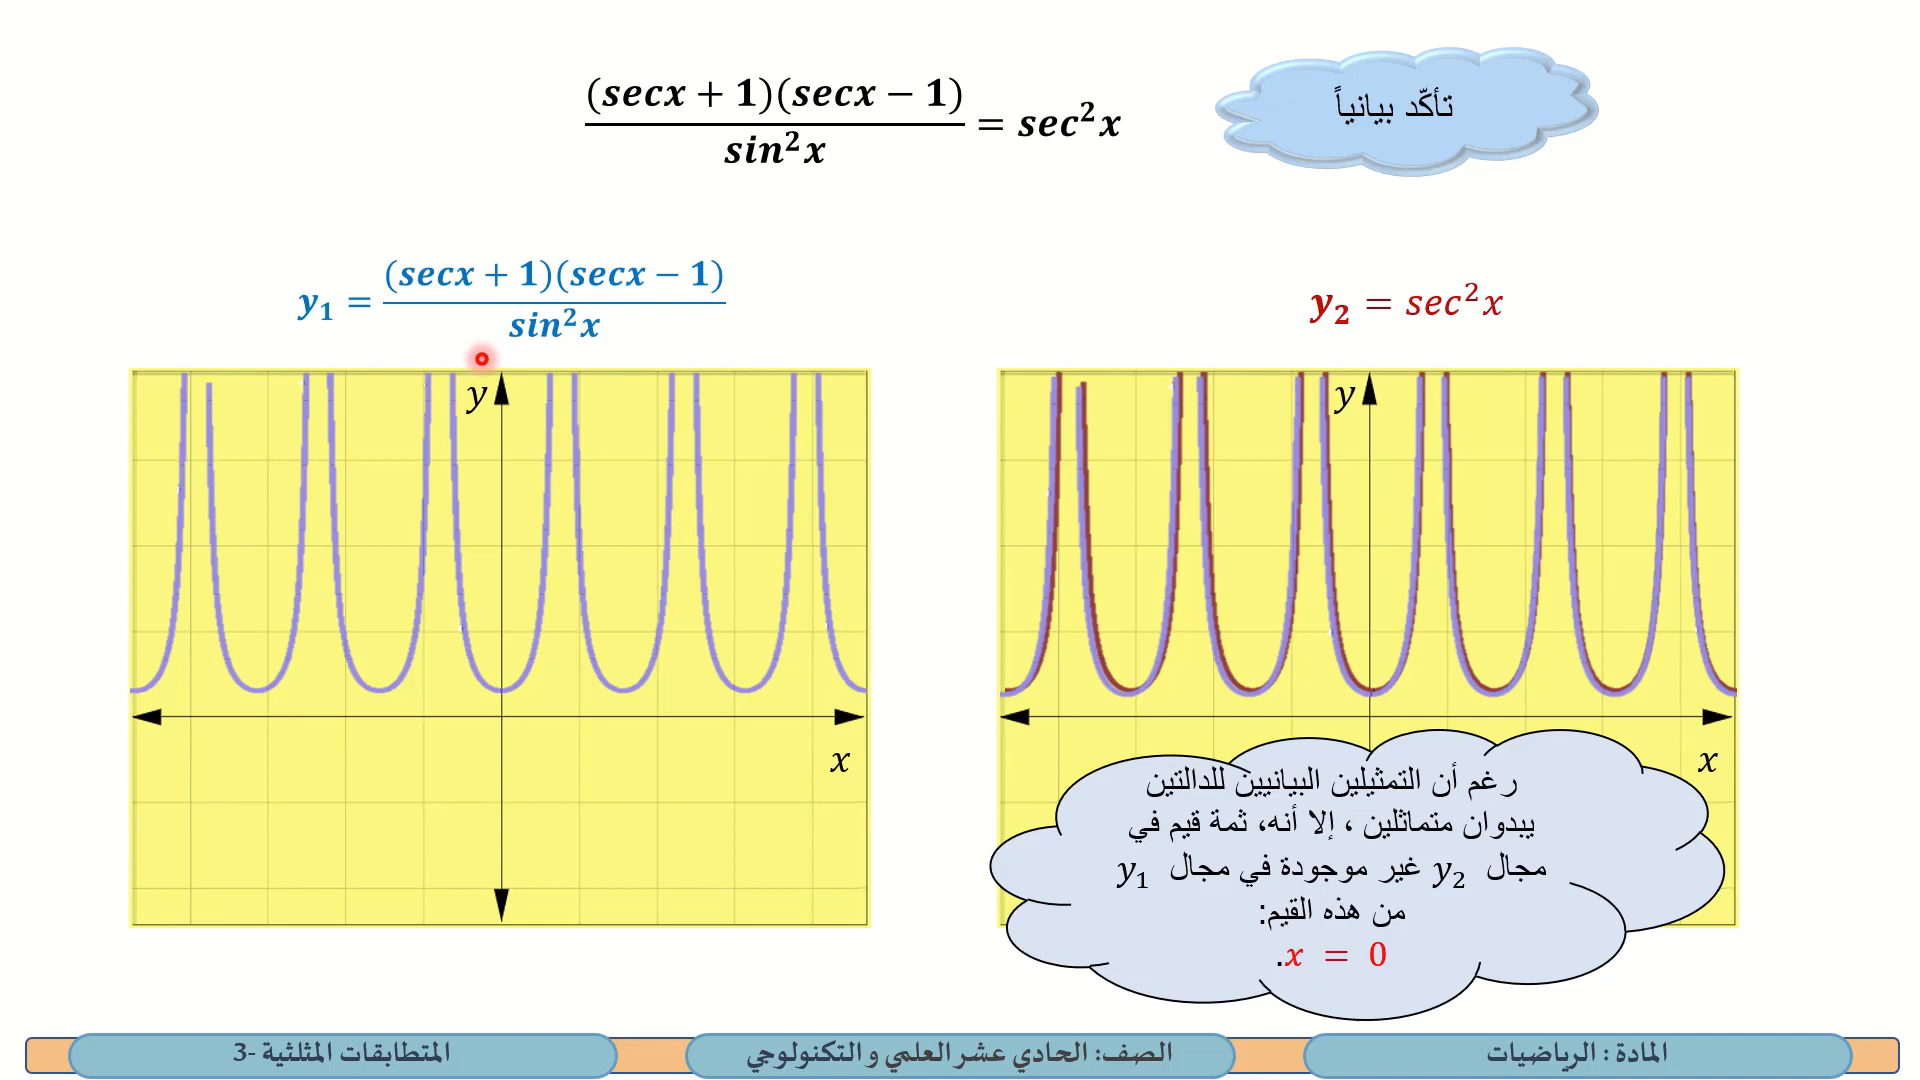 (secx + 1)(secx − 1) / sin²x = sec²x
تأكّد بيانياً
y₁ = (secx + 1)(secx − 1) / sin²x
y₂ = sec²x
y
x
y
x
رغم أن التمثيلين البيانيين للدالتين
يبدوان متماثلين ، إلا أنه، ثمة قيم في
مجال y₂ غير موجودة في مجال y₁
من هذه القيم:
x = 0.
المادة : الرياضيات
الصف: الحادي عشر العلمي و التكنولوجي
المتطابقات المثلثية -3